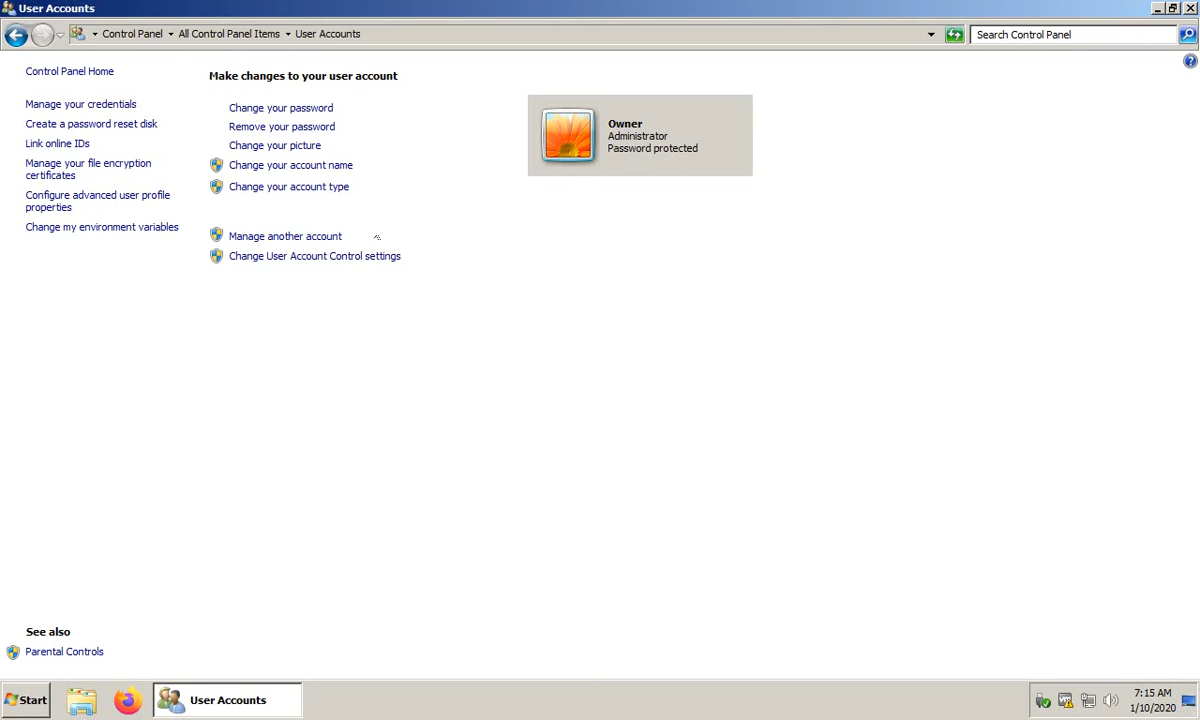 User Accounts
Control Panel All Control Panel Items User Accounts
Search Control Panel
Control Panel Home
Manage your credentials
Create a password reset disk
Link online IDs
Manage your file encryption
certificates
Configure advanced user profile
properties
Change my environment variables
Make changes to your user account
Change your password
Remove your password
Change your picture
Change your account name
Change your account type
Manage another account
Change User Account Control settings
Owner
Administrator
Password protected
See also
Parental Controls
Start
User Accounts
7:15 AM
1/10/2020